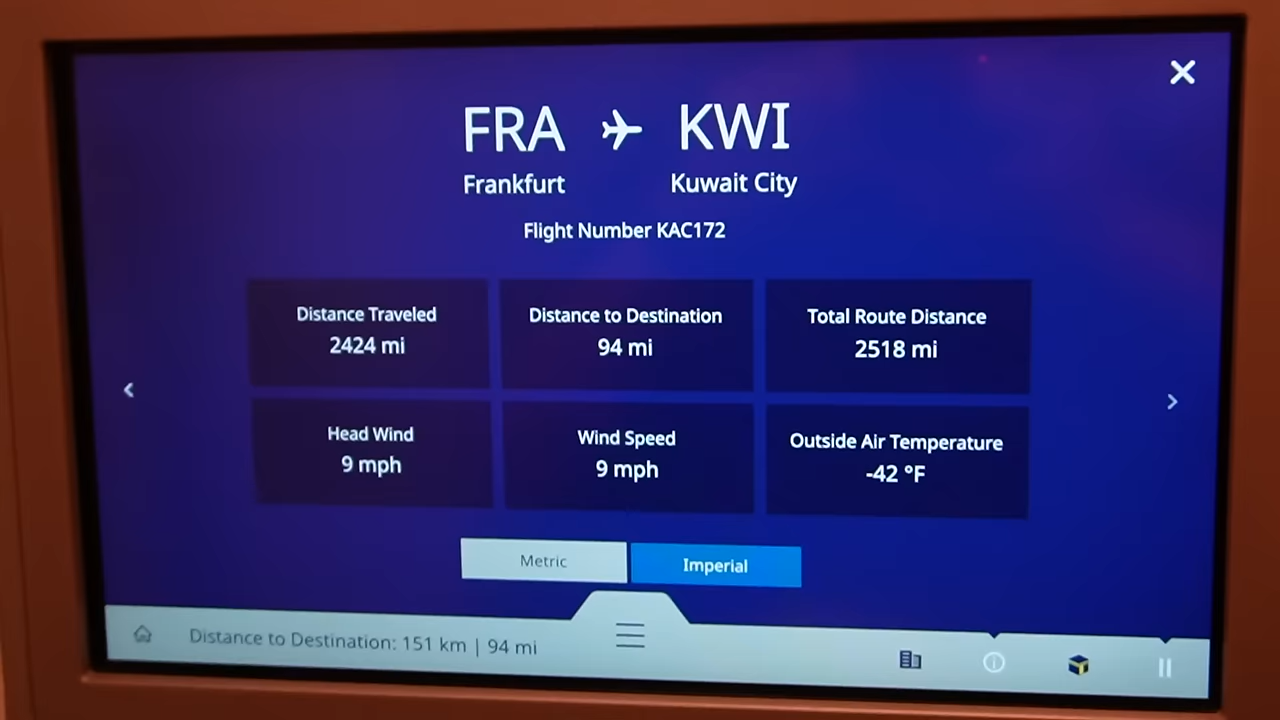 FRA KWI
Frankfurt Kuwait City
Flight Number KAC172
Distance Traveled
2424 mi
Distance to Destination
94 mi
Total Route Distance
2518 mi
Head Wind
9 mph
Wind Speed
9 mph
Outside Air Temperature
-42 °F
Metric Imperial
Distance to Destination: 151 km | 94 mi